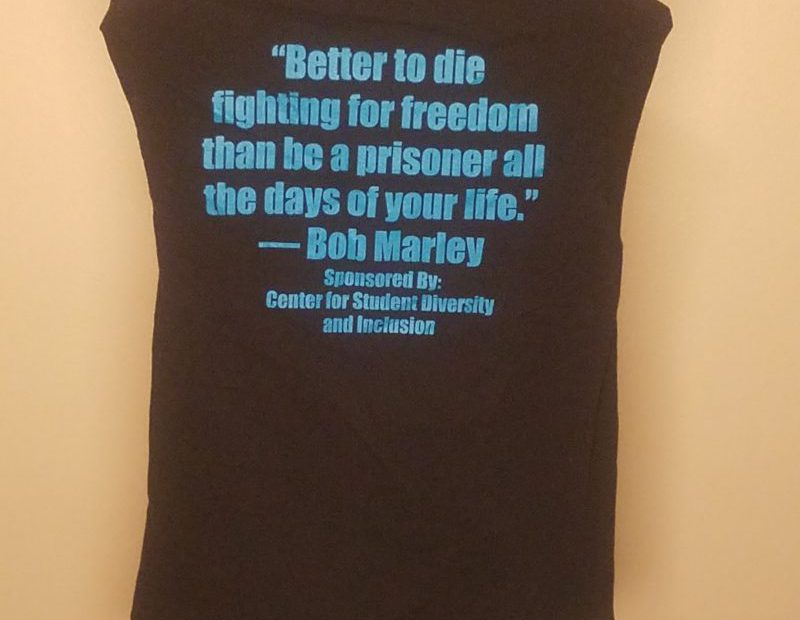 “Better to die
fighting for freedom
than be a prisoner all
the days of your life.”
— Bob Marley
Sponsored By:
Center for Student Diversity
and Inclusion